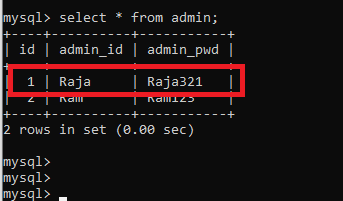 mysql> select * from admin;
+----+----------+-----------+
| id | admin_id | admin_pwd |
| 1 | Raja | Raja321 |
| 2 | Ram | Ram123 |
+----+----------+-----------+
2 rows in set (0.00 sec)
mysql>
mysql>
mysql>